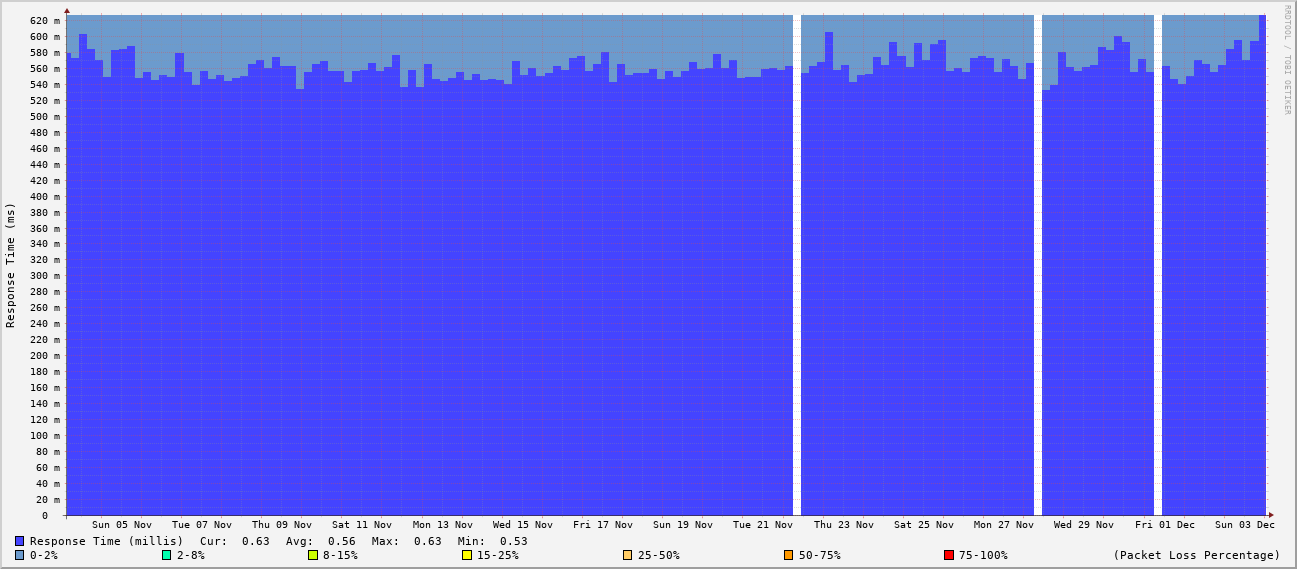 RRDTOOL / TOBI OETIKER
Response Time (ms)
620 m
600 m
580 m
560 m
540 m
520 m
500 m
480 m
460 m
440 m
420 m
400 m
380 m
360 m
340 m
320 m
300 m
280 m
260 m
240 m
220 m
200 m
180 m
160 m
140 m
120 m
100 m
80 m
60 m
40 m
20 m
0
Sun 05 Nov Tue 07 Nov Thu 09 Nov Sat 11 Nov Mon 13 Nov Wed 15 Nov Fri 17 Nov Sun 19 Nov Tue 21 Nov Thu 23 Nov Sat 25 Nov Mon 27 Nov Wed 29 Nov Fri 01 Dec Sun 03 Dec
Response Time (millis) Cur: 0.63 Avg: 0.56 Max: 0.63 Min: 0.53
0-2% 2-8% 8-15% 15-25% 25-50% 50-75% 75-100% (Packet Loss Percentage)